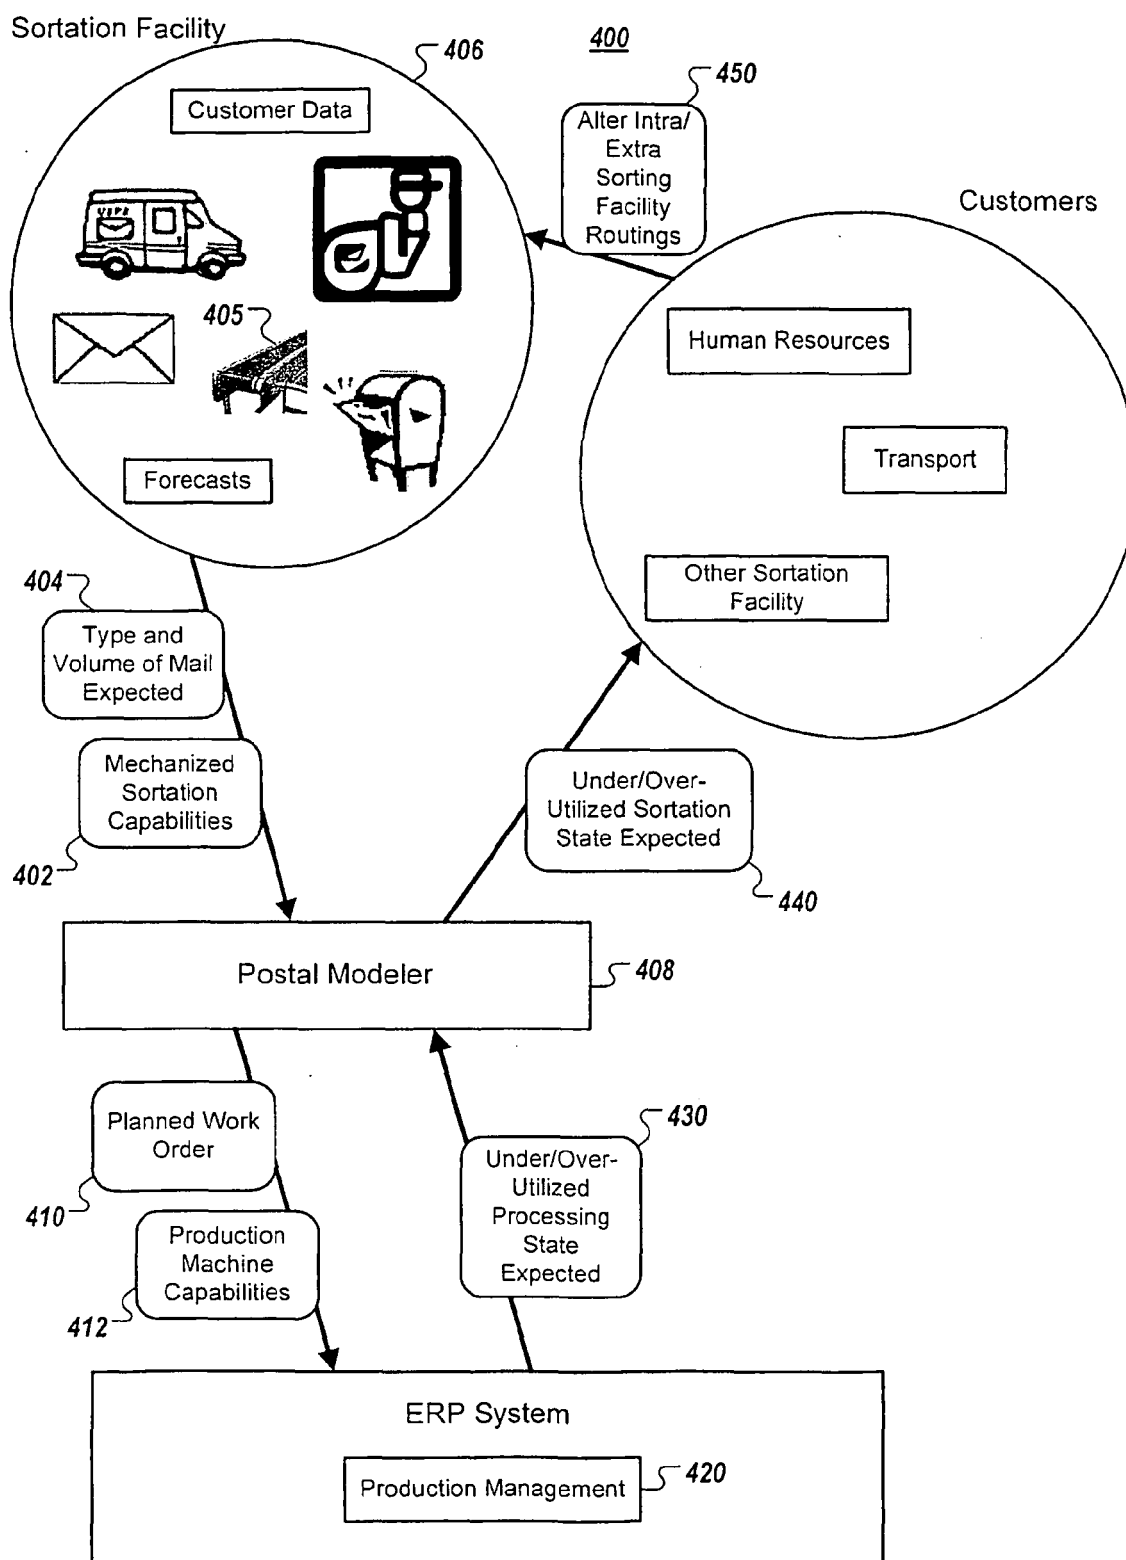 Sortation Facility
406
400
450
Customer Data
Alter Intra/
Extra
Sorting
Facility
Routings
Customers
USPS
405
Human Resources
Transport
Forecasts
Other Sortation
Facility
404
Type and
Volume of Mail
Expected
Mechanized
Sortation
Capabilities
402
Under/Over-
Utilized Sortation
State Expected
440
Postal Modeler
408
Planned Work
Order
410
430
Under/Over-
Utilized
Processing
State
Expected
Production
Machine
Capabilities
412
ERP System
Production Management
420